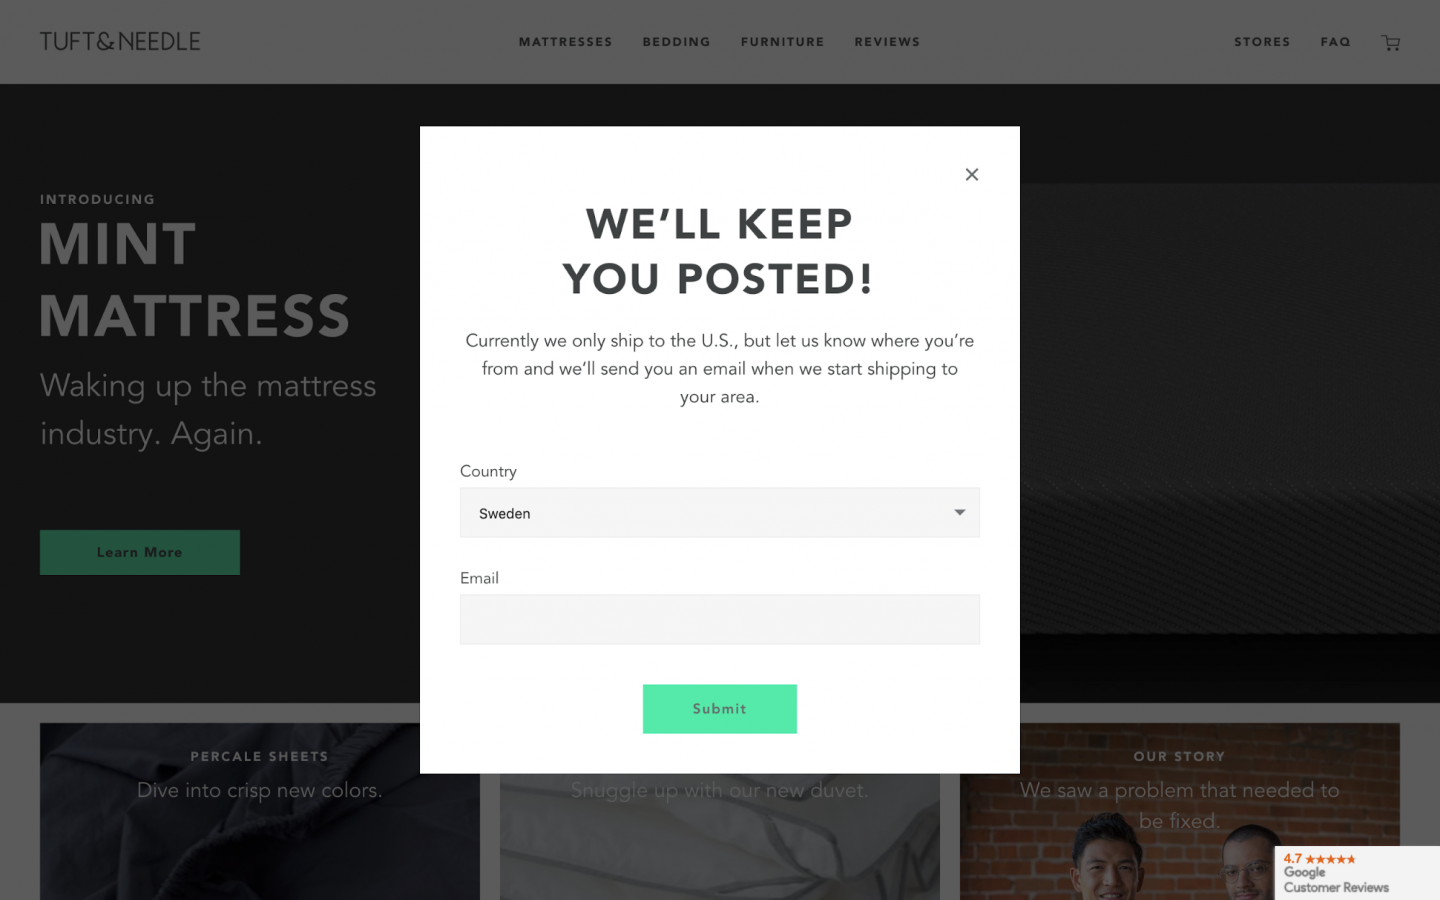 TUFT&NEEDLE
MATTRESSES BEDDING FURNITURE REVIEWS
STORES FAQ
INTRODUCING
MINT
MATTRESS
Waking up the mattress
industry. Again.
Learn More
WE’LL KEEP
YOU POSTED!
Currently we only ship to the U.S., but let us know where you’re
from and we’ll send you an email when we start shipping to
your area.
Country
Sweden
Email
Submit
PERCALE SHEETS
Dive into crisp new colors.
Snuggle up with our new duvet.
OUR STORY
We saw a problem that needed to
be fixed.
4.7
Google
Customer Reviews